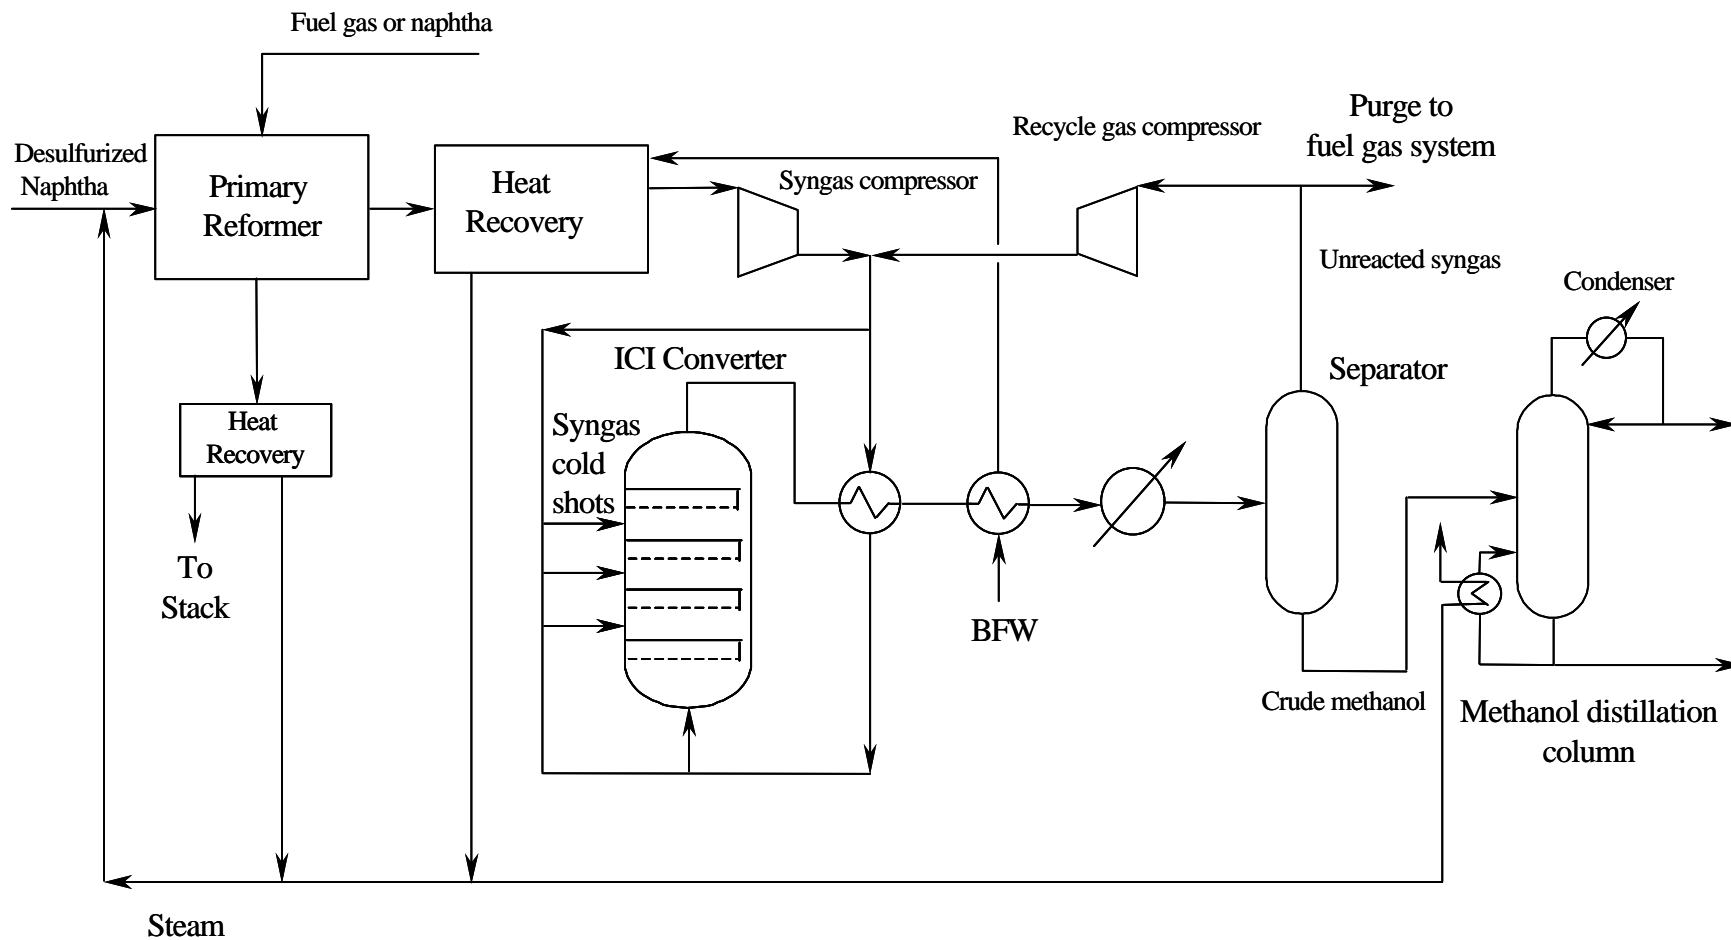 Fuel gas or naphtha
Desulfurized
Naphtha
Primary
Reformer
Heat
Recovery
Syngas compressor
Recycle gas compressor
Purge to
fuel gas system
Unreacted syngas
Condenser
ICI Converter
Separator
Syngas
cold
shots
Heat
Recovery
To
Stack
BFW
Crude methanol
Methanol distillation
column
Steam